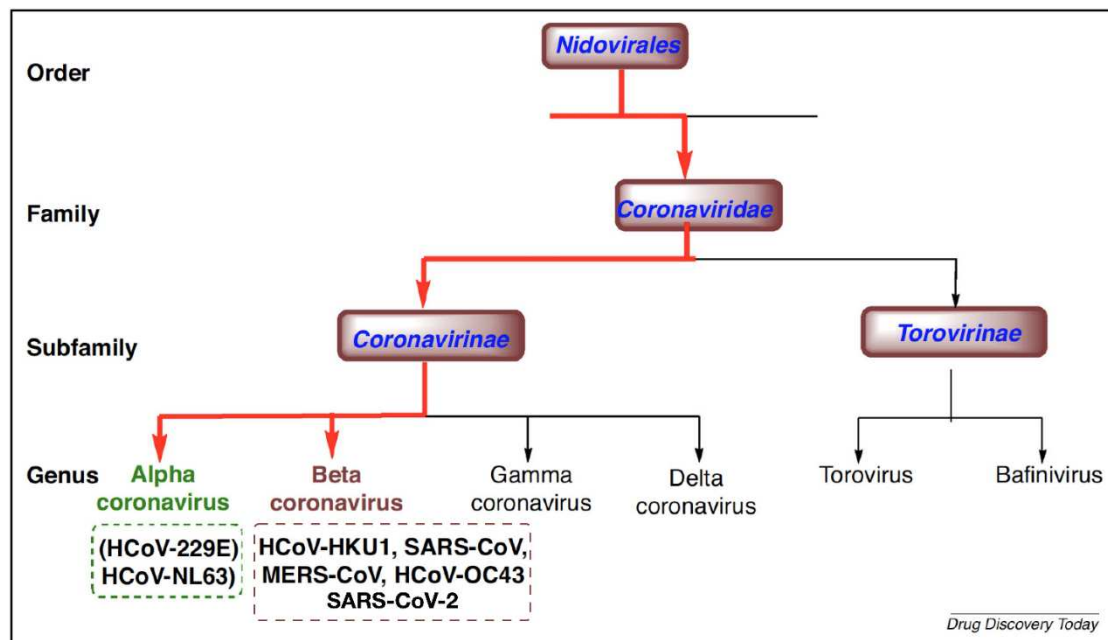 Nidovirales
Order
Family
Coronaviridae
Subfamily
Coronavirinae
Torovirinae
Genus
Alpha
coronavirus
Beta
coronavirus
Gamma
coronavirus
Delta
coronavirus
Torovirus
Bafinivirus
(HCoV-229E)
HCoV-NL63)
HCoV-HKU1, SARS-CoV,
MERS-CoV, HCoV-OC43
SARS-CoV-2
Drug Discovery Today